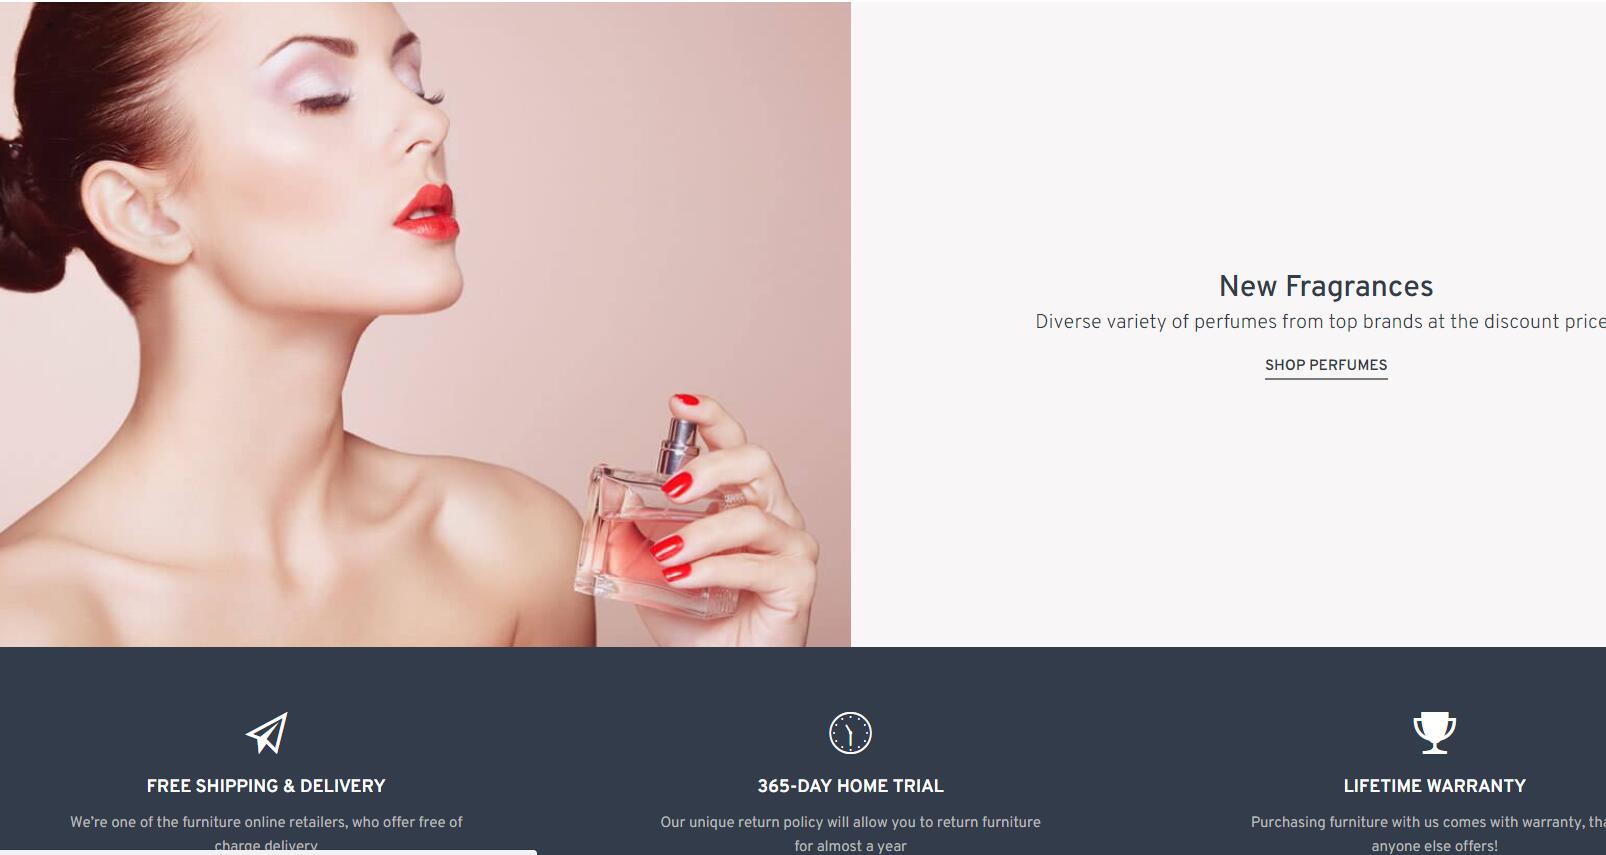 New Fragrances
Diverse variety of perfumes from top brands at the discount price
SHOP PERFUMES
FREE SHIPPING & DELIVERY
We're one of the furniture online retailers, who offer free of
charge delivery
365-DAY HOME TRIAL
Our unique return policy will allow you to return furniture
for almost a year
LIFETIME WARRANTY
Purchasing furniture with us comes with warranty,
anyone else offers!